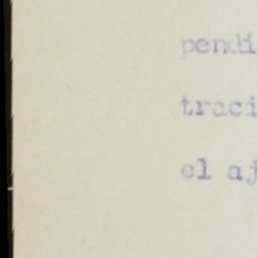 pendi
traci
el aj